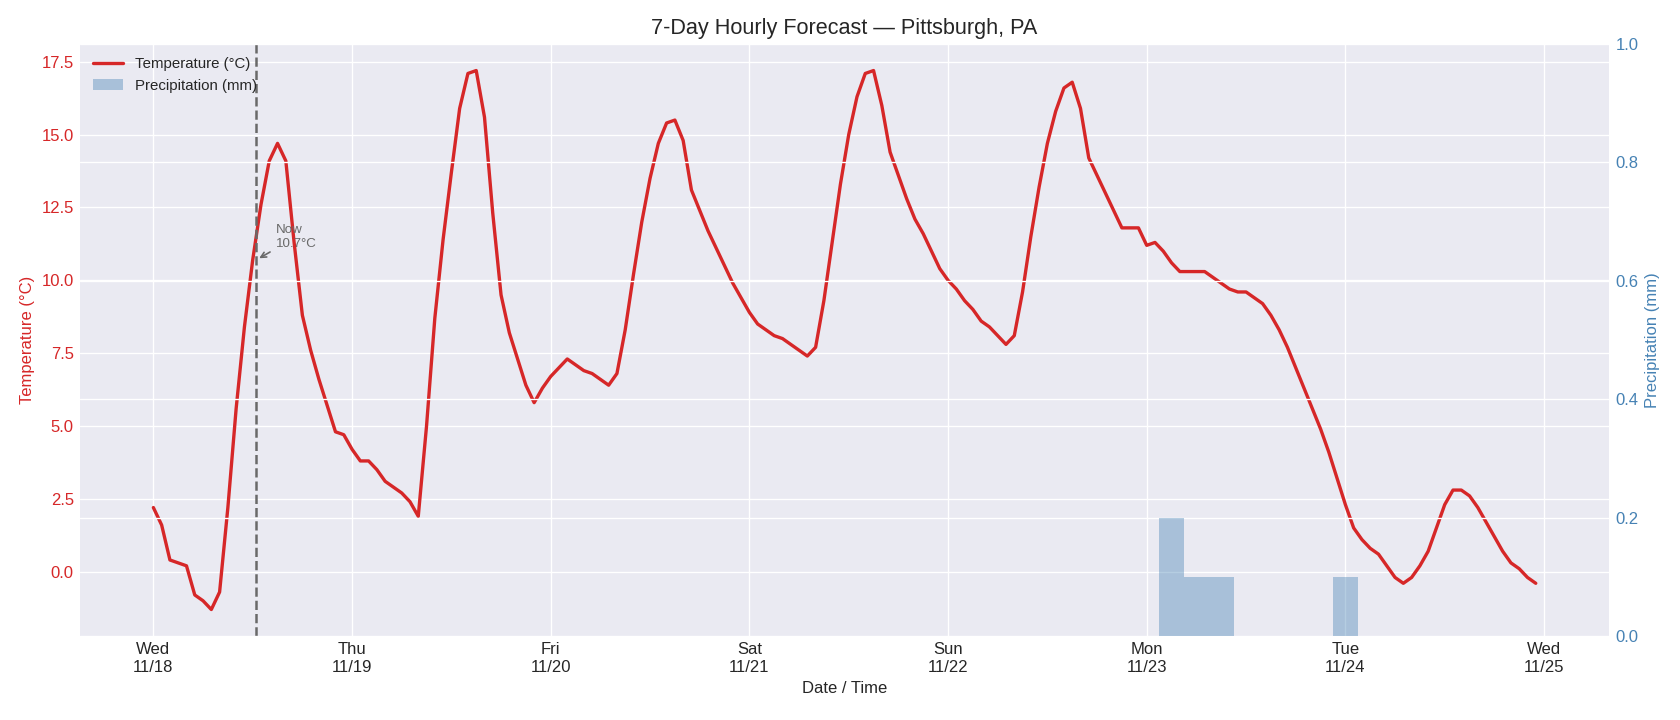 7-Day Hourly Forecast — Pittsburgh, PA
Temperature (°C)
Precipitation (mm)
Now
10.7°C
17.5
15.0
12.5
10.0
7.5
5.0
2.5
0.0
Temperature (°C)
1.0
0.8
0.6
0.4
0.2
0.0
Precipitation (mm)
Wed
11/18
Thu
11/19
Fri
11/20
Sat
11/21
Sun
11/22
Mon
11/23
Tue
11/24
Wed
11/25
Date / Time